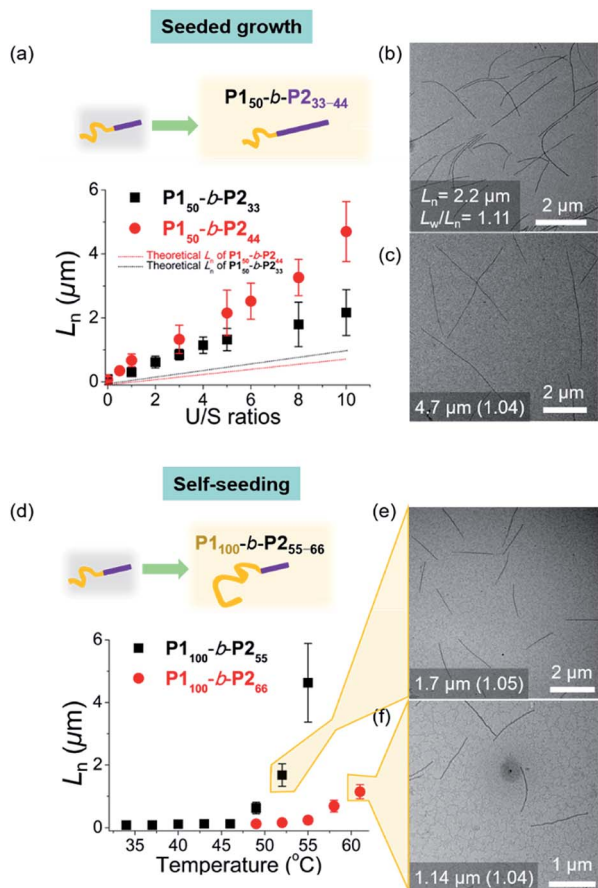 Seeded growth
(a)
P1₅₀-b-P2₃₃₋₄₄
P1₅₀-b-P2₃₃
P1₅₀-b-P2₄₄
Theoretical Lₙ of P1₅₀-b-P2₄₄
Theoretical Lₙ of P1₅₀-b-P2₃₃
Lₙ (µm)
6
4
2
0
0 2 4 6 8 10
U/S ratios
(b)
Lₙ= 2.2 µm
L_w/Lₙ= 1.11
2 µm
(c)
4.7 µm (1.04)
2 µm
Self-seeding
(d)
P1₁₀₀-b-P2₅₅₋₆₆
P1₁₀₀-b-P2₅₅
P1₁₀₀-b-P2₆₆
Lₙ (µm)
6
4
2
0
35 40 45 50 55 60
Temperature (°C)
(e)
1.7 µm (1.05)
2 µm
(f)
1.14 µm (1.04)
1 µm